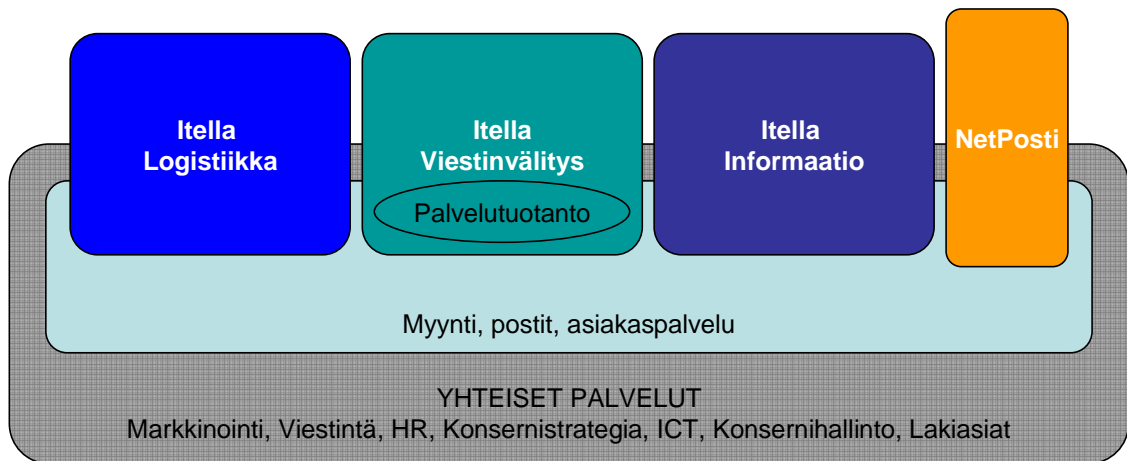 Itella
Logistiikka
Itella
Viestinvälitys
Palvelutuotanto
Itella
Informaatio
NetPosti
Myynti, postit, asiakaspalvelu
YHTEISET PALVELUT
Markkinointi, Viestintä, HR, Konsernistrategia, ICT, Konsernihallinto, Lakiasiat